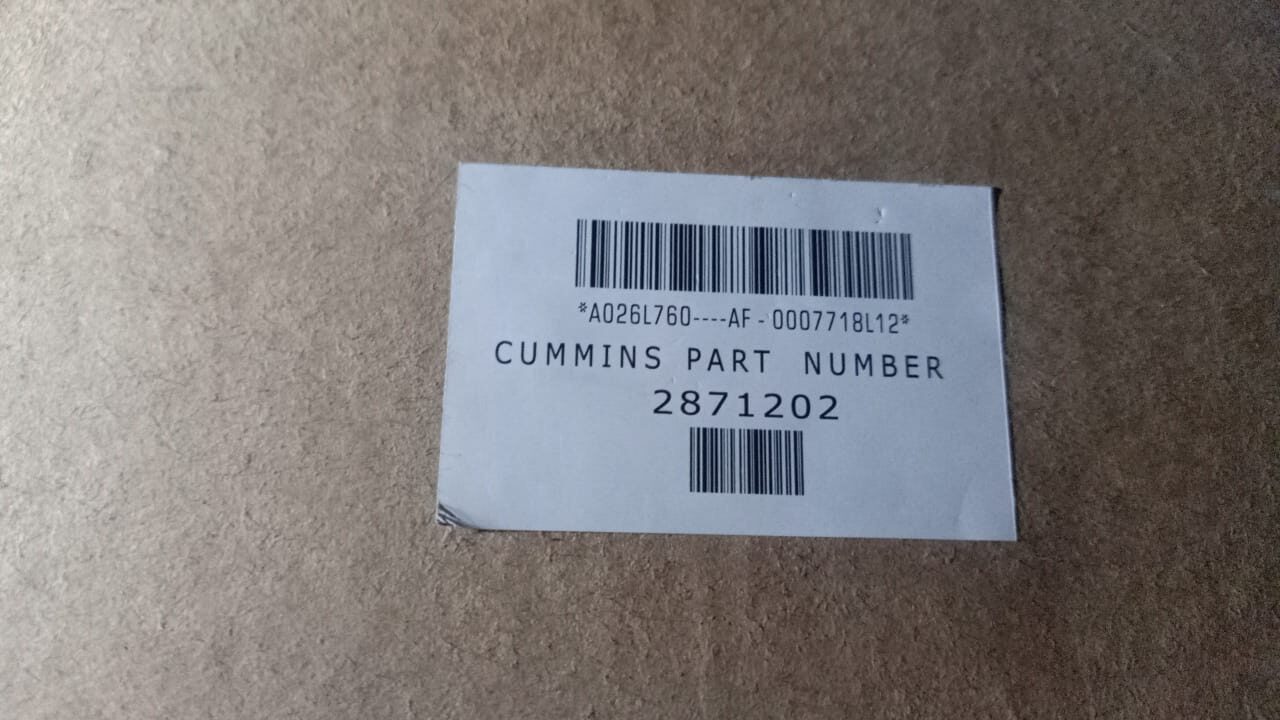 *A026L760----AF-0007718L12*
CUMMINS PART NUMBER
2871202